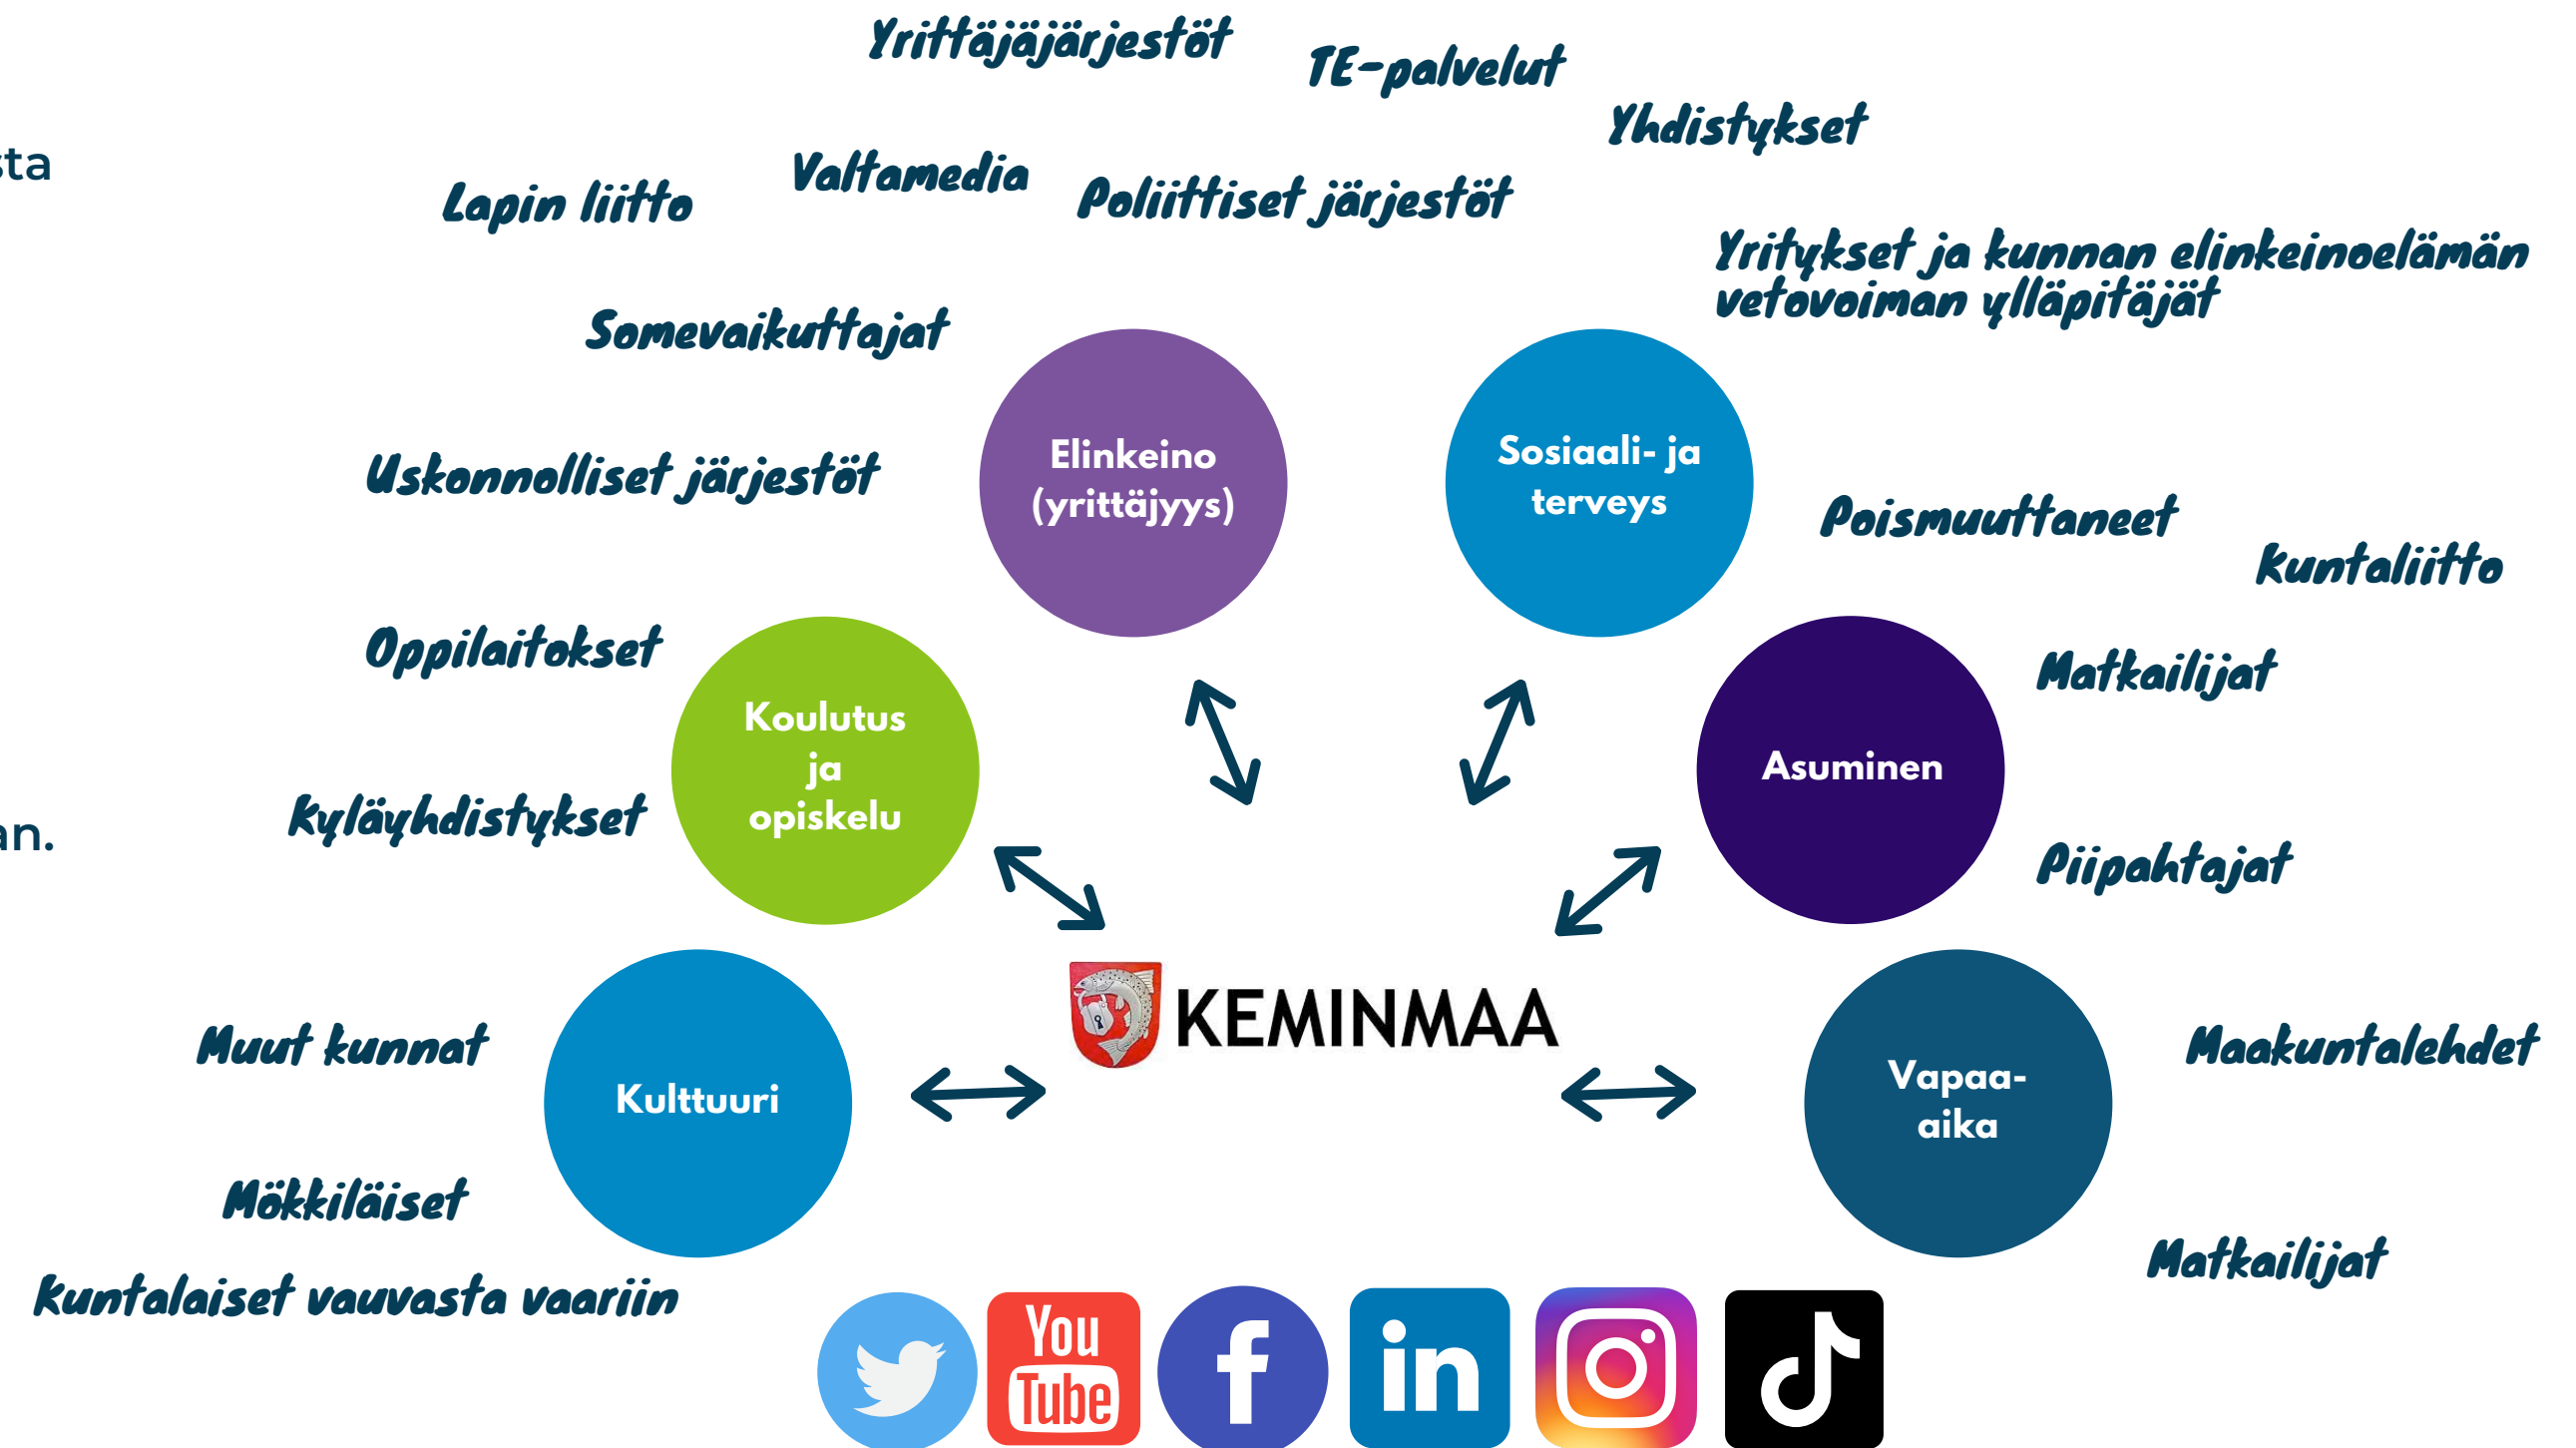 Yrittäjäjärjestöt
TE-palvelut
Yhdistykset
sta
Valtamedia
Lapin liitto
Poliittiset järjestöt
Yritykset ja kunnan elinkeinoelämän
vetovoiman ylläpitäjät
Somevaikuttajat
Elinkeino
(yrittäjyys)
Sosiaali- ja
terveys
Uskonnolliset järjestöt
Poismuuttaneet
Kuntaliitto
Oppilaitokset
Matkailijat
Koulutus
ja
opiskelu
Asuminen
Kyläyhdistykset
an.
Piipahtajat
KEMINMAA
Muut kunnat
Maakuntalehdet
Kulttuuri
Vapaa-
aika
Mökkiläiset
Matkailijat
Kuntalaiset vauvasta vaariin
You
Tube
f
in